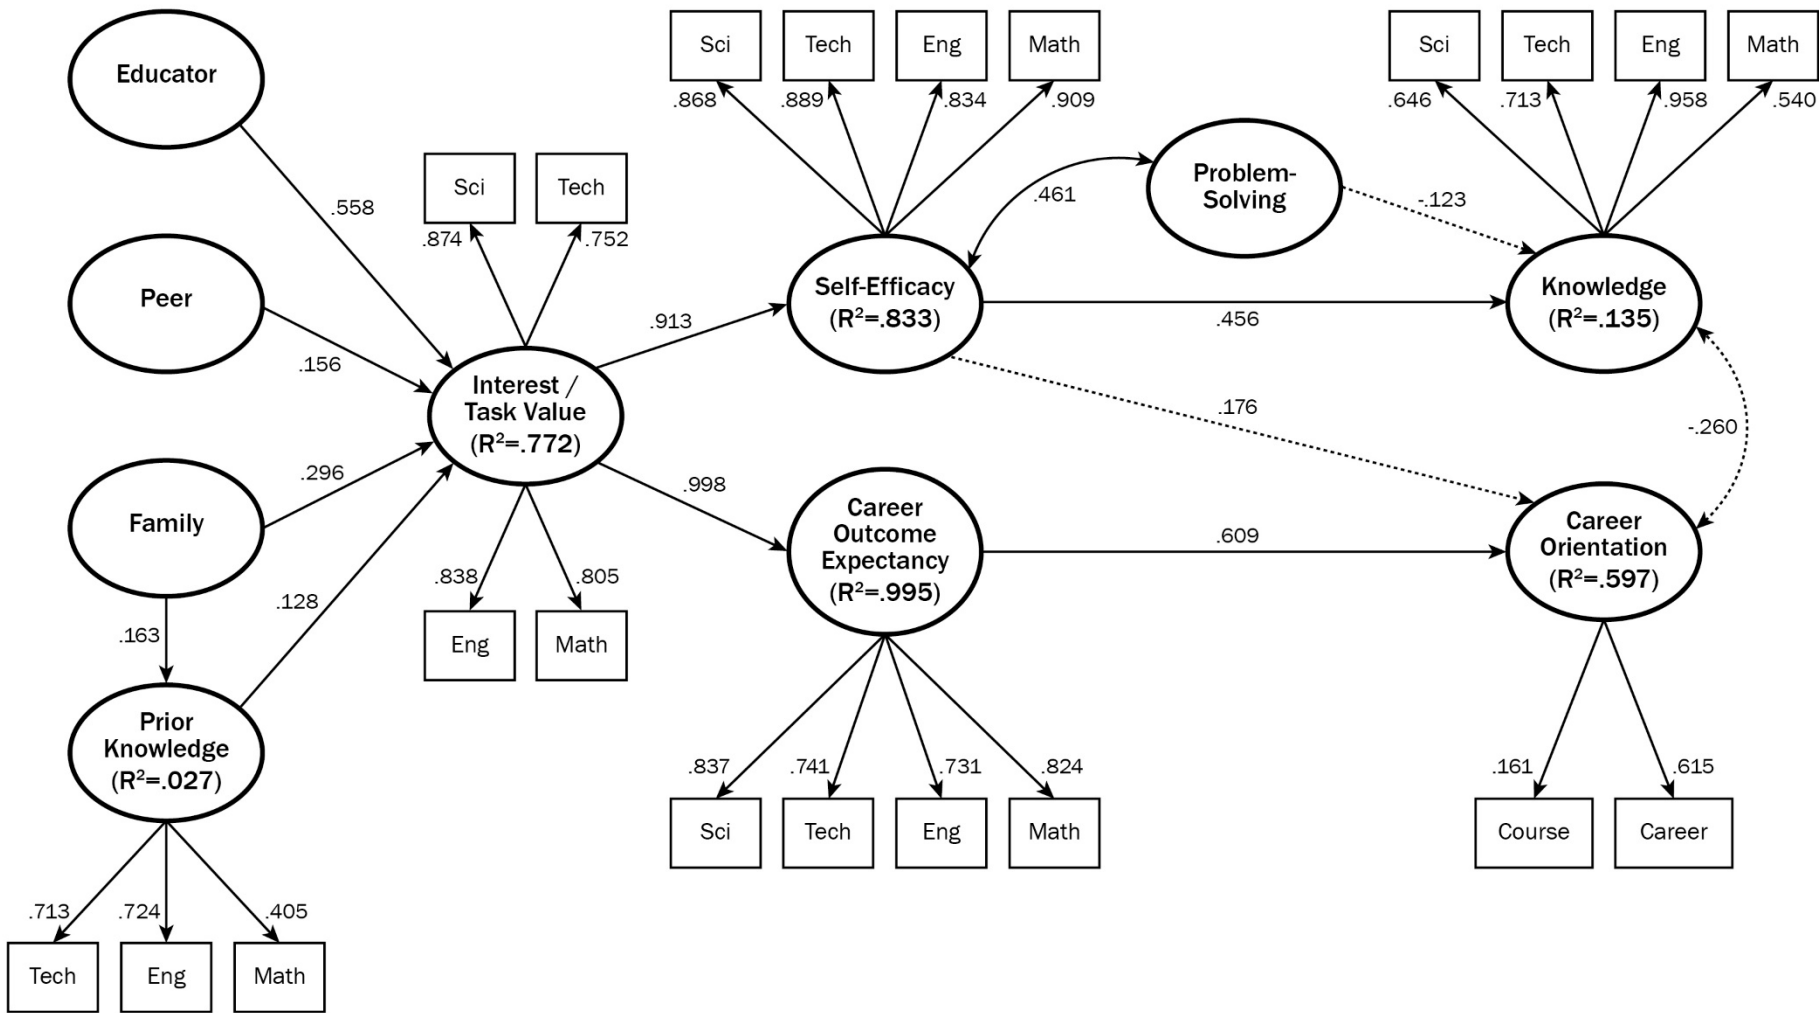 Educator
.558
Peer
.156
Family
.296
.163
.128
Prior
Knowledge
(R²=.027)
.713
.724
.405
Tech
Eng
Math
Sci
Tech
.874
.752
Interest /
Task Value
(R²=.772)
.838
.805
Eng
Math
.913
.998
Sci
Tech
Eng
Math
.868
.889
.834
.909
Self-Efficacy
(R²=.833)
.461
Problem-
Solving
-.123
.456
.176
Career
Outcome
Expectancy
(R²=.995)
.609
.837
.741
.731
.824
Sci
Tech
Eng
Math
Sci
Tech
Eng
Math
.646
.713
.958
.540
Knowledge
(R²=.135)
-.260
Career
Orientation
(R²=.597)
.161
.615
Course
Career